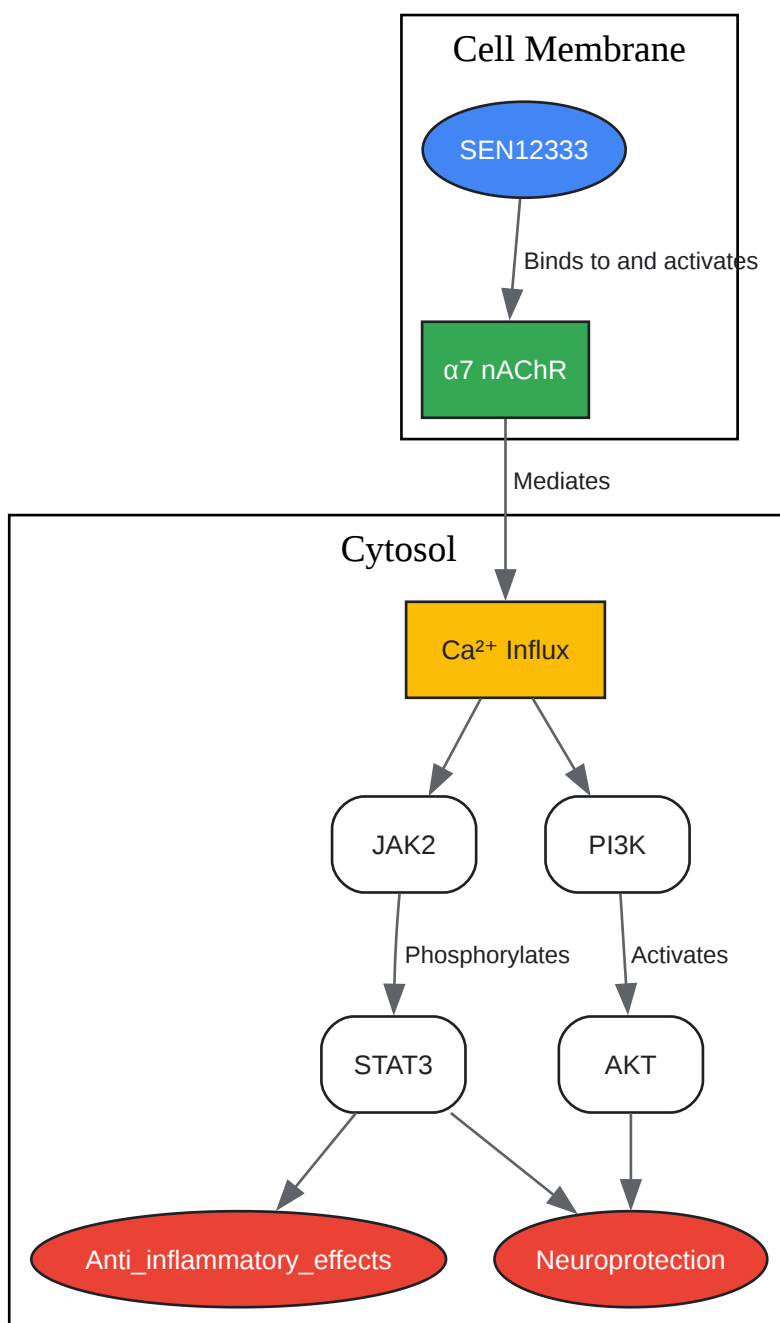 Cell Membrane
SEN12333
Binds to and activates
α7 nAChR
Mediates
Cytosol
Ca²⁺ Influx
JAK2
PI3K
Phosphorylates
Activates
STAT3
AKT
Anti_inflammatory_effects
Neuroprotection